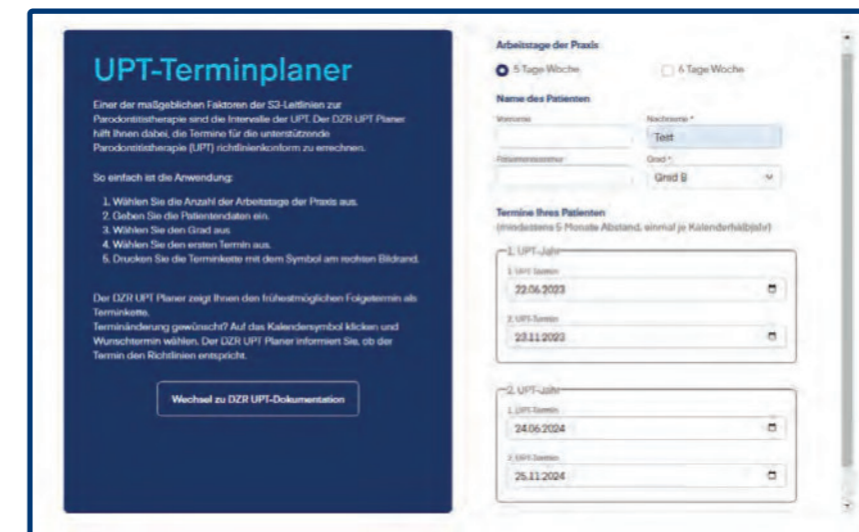 UPT-Terminplaner
Einer der maßgeblichen Faktoren der S3-Leitlinien zur
Parodontitistherapie sind die Intervalle der UPT. Der DZR UPT Planer
hilft Ihnen dabei, die Termine für die unterstützende
Parodontitistherapie (UPT) richtlinienkonform zu errechnen.
So einfach ist die Anwendung:
1. Wählen Sie die Anzahl der Arbeitstage der Praxis aus.
2. Geben Sie die Patientendaten ein.
3. Wählen Sie den Grad aus
4. Wählen Sie den ersten Termin aus.
5. Drucken Sie die Terminkette mit dem Symbol am rechten Bildrand.
Der DZR UPT Planer zeigt Ihnen den frühestmöglichen Folgetermin als
Terminkette.
Terminänderung gewünscht? Auf das Kalendersymbol klicken und
Wunschtermin wählen. Der DZR UPT Planer informiert Sie, ob der
Termin den Richtlinien entspricht.
Wechsel zu DZR UPT-Dokumentation
Arbeitstage der Praxis
5 Tage Woche 6 Tage Woche
Name des Patienten
Vorname Nachname *
Test
Patientennummer Grad *
Grad B
Termine Ihres Patienten
(mindestens 5 Monate Abstand, einmal je Kalenderhalbjahr)
1. UPT-Jahr
1. UPT-Termin
22.06.2023
2. UPT-Termin
23.11.2023
2. UPT-Jahr
1. UPT-Termin
24.06.2024
2. UPT-Termin
25.11.2024